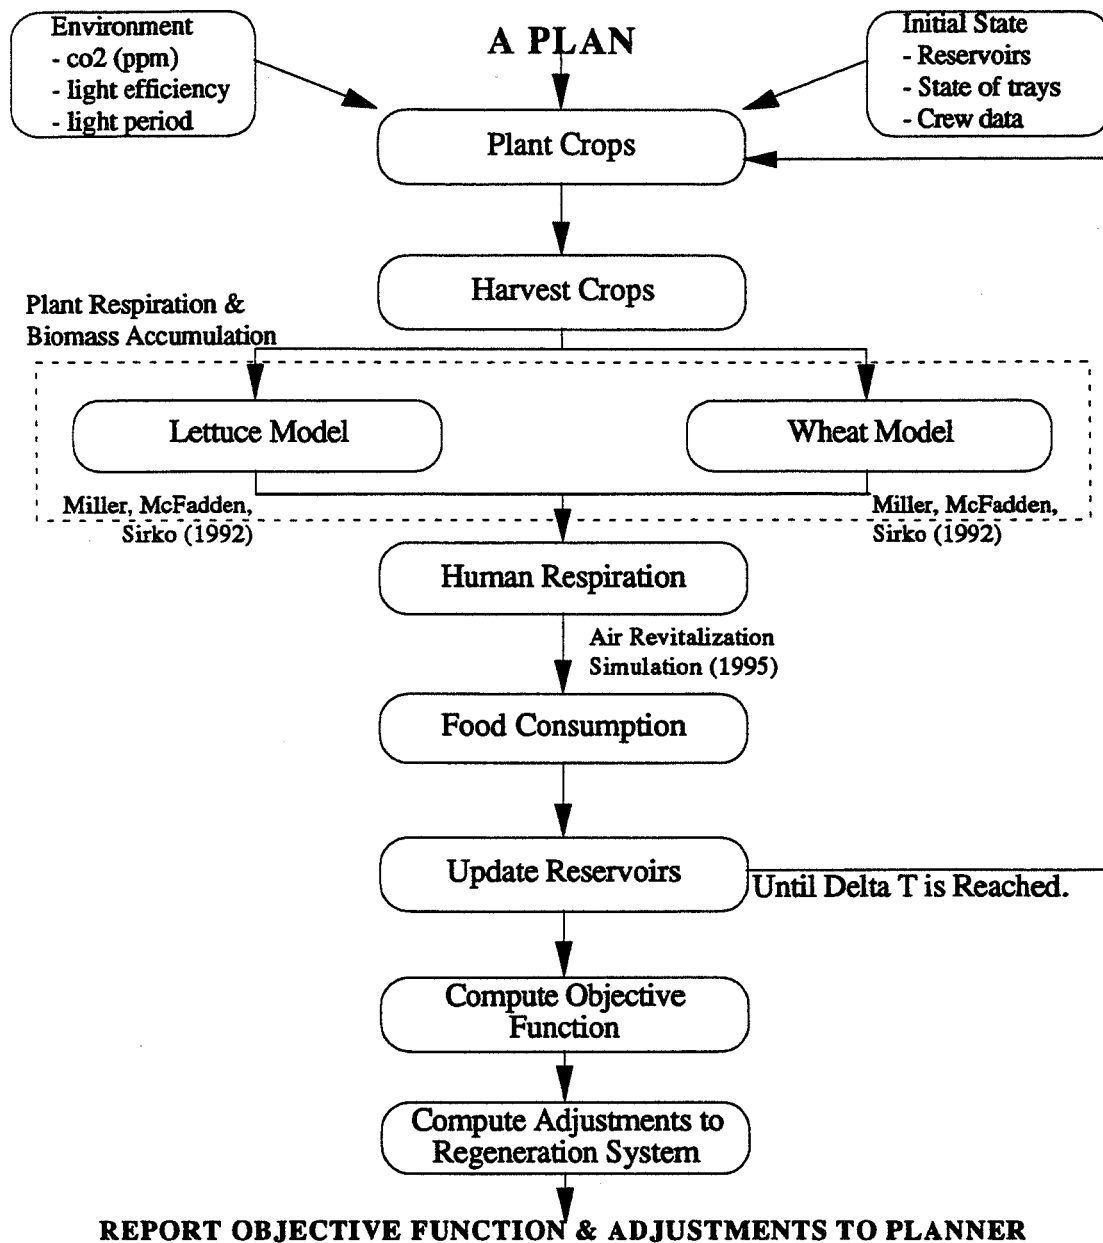 Environment
- co2 (ppm)
- light efficiency
- light period
A PLAN
Initial State
- Reservoirs
- State of trays
- Crew data
Plant Crops
Harvest Crops
Plant Respiration &
Biomass Accumulation
Lettuce Model
Wheat Model
Miller, McFadden,
Sirko (1992)
Miller, McFadden,
Sirko (1992)
Human Respiration
Air Revitalization
Simulation (1995)
Food Consumption
Update Reservoirs
Until Delta T is Reached.
Compute Objective
Function
Compute Adjustments to
Regeneration System
REPORT OBJECTIVE FUNCTION & ADJUSTMENTS TO PLANNER